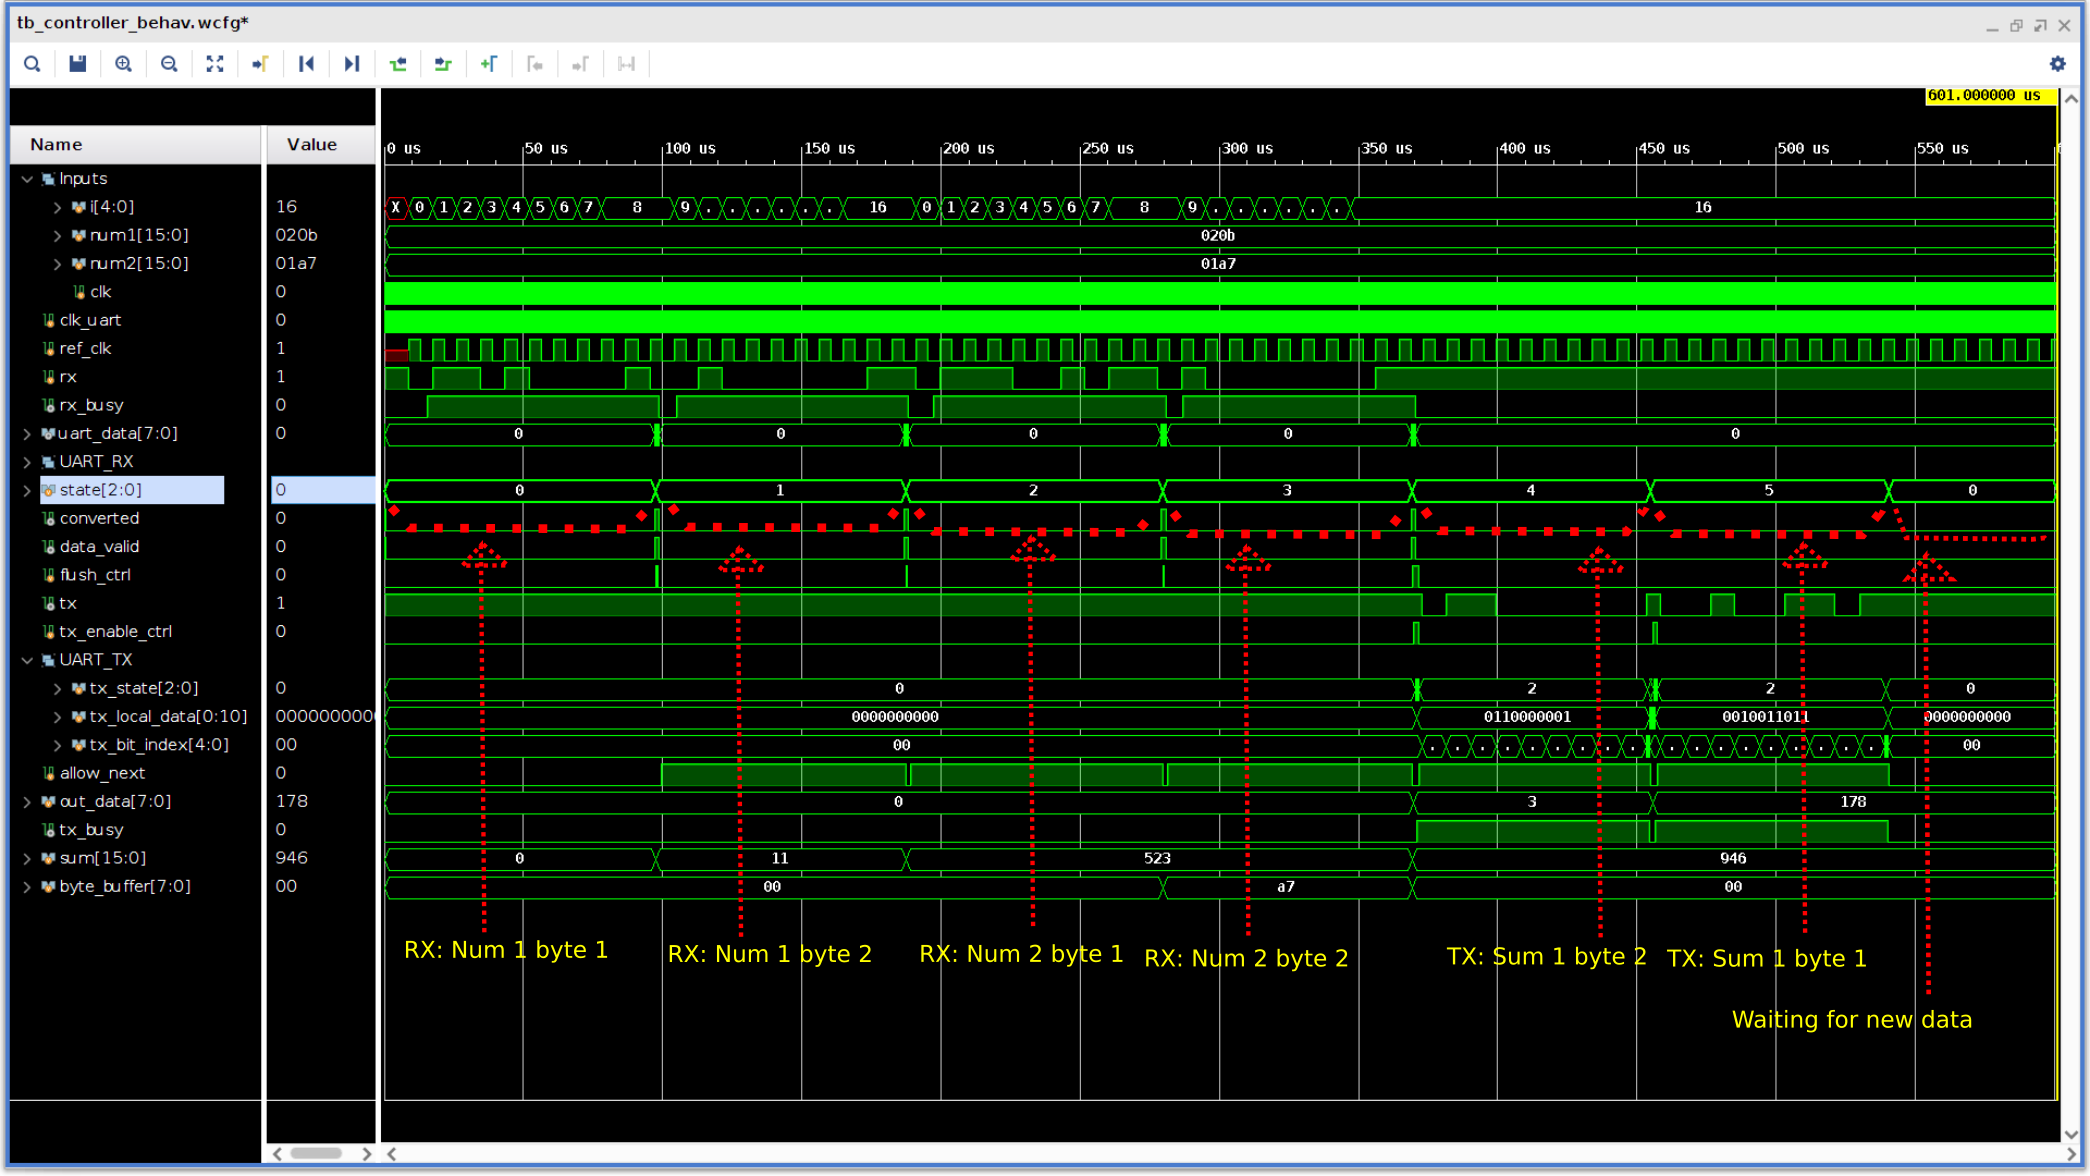 tb_controller_behav.wcfg*
601.000000 us
Name Value
0 us 50 us 100 us 150 us 200 us 250 us 300 us 350 us 400 us 450 us 500 us 550 us
Inputs
i[4:0] 16 X 0 1 2 3 4 5 6 7 8 9 . . . . . . 16 0 1 2 3 4 5 6 7 8 9 . . . . . . 16
num1[15:0] 020b 020b
num2[15:0] 01a7 01a7
clk 0
clk_uart 0
ref_clk 1
rx 1
rx_busy 0
uart_data[7:0] 0 0 0 0 0 0
UART_RX
state[2:0] 0 0 1 2 3 4 5 0
converted 0
data_valid 0
flush_ctrl 0
tx 1
tx_enable_ctrl 0
UART_TX
tx_state[2:0] 0 0 2 2 0
tx_local_data[0:10] 0000000000 0000000000 0110000001 0010011011 0000000000
tx_bit_index[4:0] 00 00 . . . . . . . . . . . . . . . . . . 00
allow_next 0
out_data[7:0] 178 0 3 178
tx_busy 0
sum[15:0] 946 0 11 523 946
byte_buffer[7:0] 00 00 a7 00
RX: Num 1 byte 1 RX: Num 1 byte 2 RX: Num 2 byte 1 RX: Num 2 byte 2 TX: Sum 1 byte 2 TX: Sum 1 byte 1
Waiting for new data